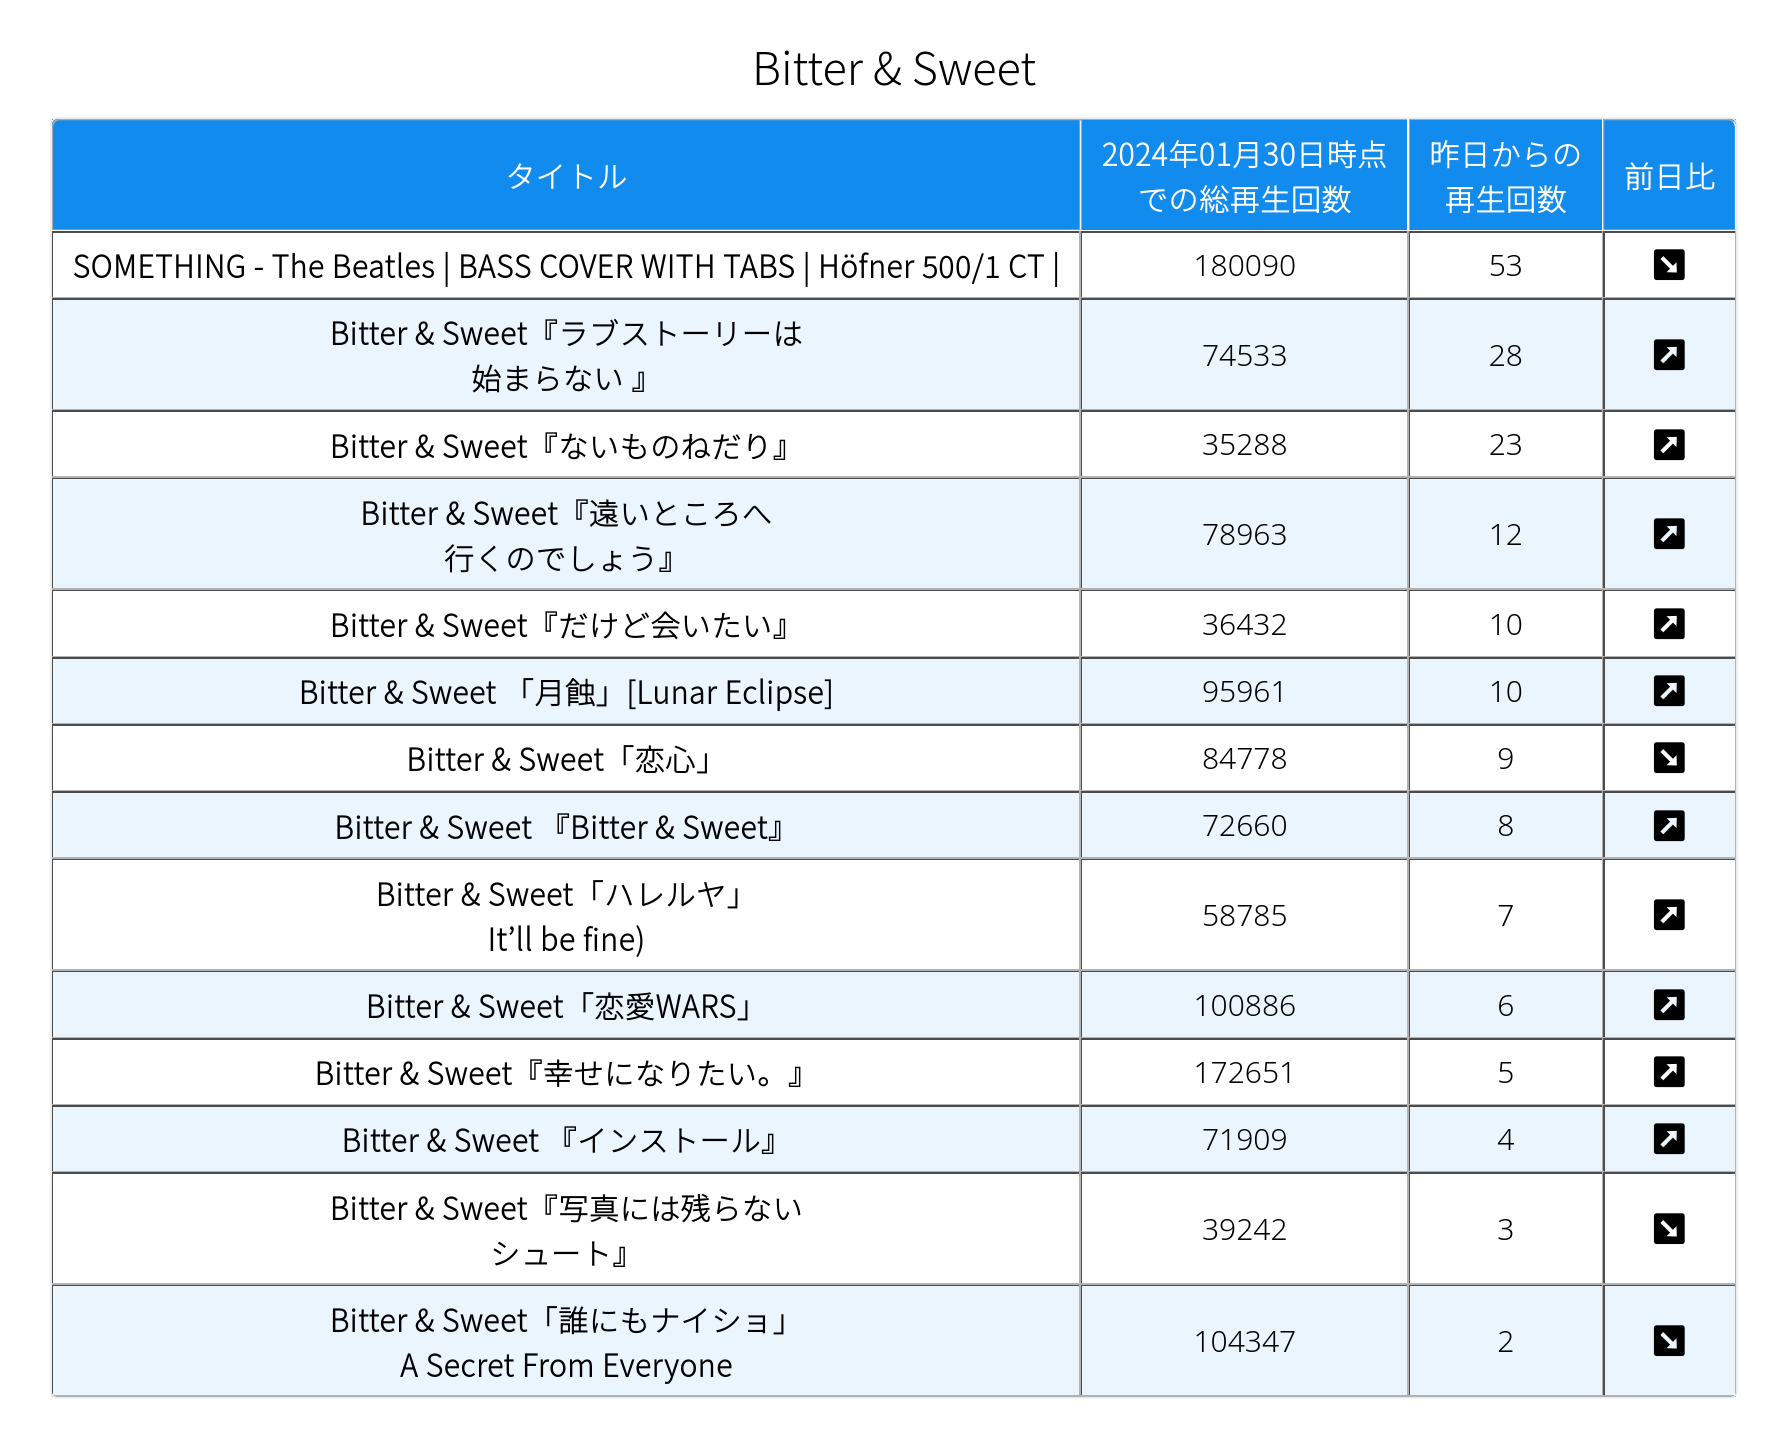 Bitter & Sweet
タイトル
2024年01月30日時点
での総再生回数
昨日からの
再生回数
前日比
SOMETHING - The Beatles | BASS COVER WITH TABS | Höfner 500/1 CT |
180090
53
Bitter & Sweet『ラブストーリーは
始まらない 』
74533
28
Bitter & Sweet『ないものねだり』
35288
23
Bitter & Sweet『遠いところへ
行くのでしょう』
78963
12
Bitter & Sweet『だけど会いたい』
36432
10
Bitter & Sweet 「月蝕」[Lunar Eclipse]
95961
10
Bitter & Sweet「恋心」
84778
9
Bitter & Sweet 『Bitter & Sweet』
72660
8
Bitter & Sweet「ハレルヤ」
It’ll be fine)
58785
7
Bitter & Sweet「恋愛WARS」
100886
6
Bitter & Sweet『幸せになりたい。』
172651
5
Bitter & Sweet 『インストール』
71909
4
Bitter & Sweet『写真には残らない
シュート』
39242
3
Bitter & Sweet「誰にもナイショ」
A Secret From Everyone
104347
2